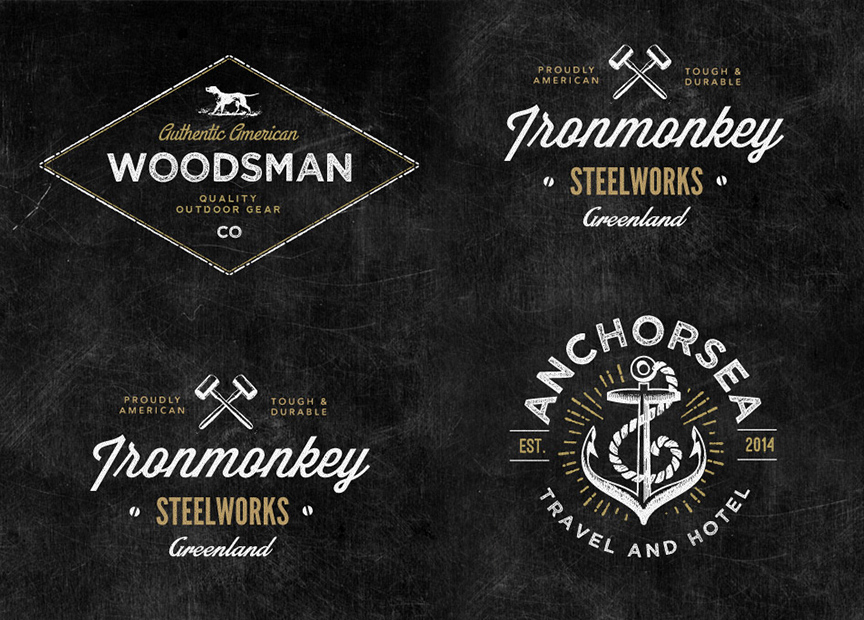 Authentic American
WOODSMAN
QUALITY
OUTDOOR GEAR
CO
PROUDLY
AMERICAN
TOUGH &
DURABLE
Ironmonkey
STEELWORKS
Greenland
PROUDLY
AMERICAN
TOUGH &
DURABLE
Ironmonkey
STEELWORKS
Greenland
ANCHORSEA
EST. 2014
TRAVEL AND HOTEL